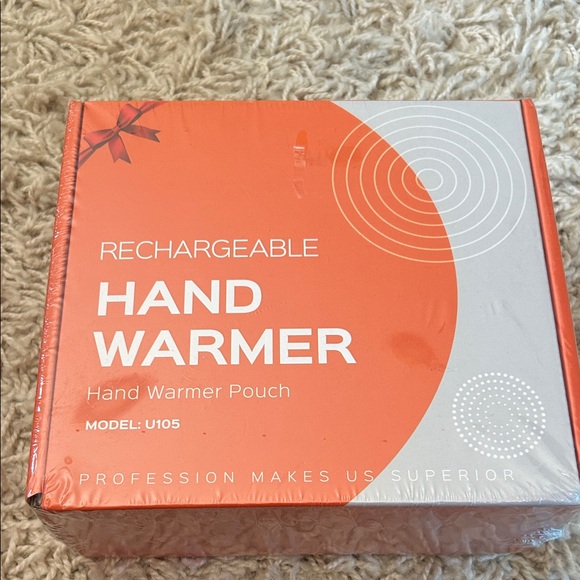 RECHARGEABLE
HAND
WARMER
Hand Warmer Pouch
MODEL: U105
PROFESSION MAKES US SUPERIOR